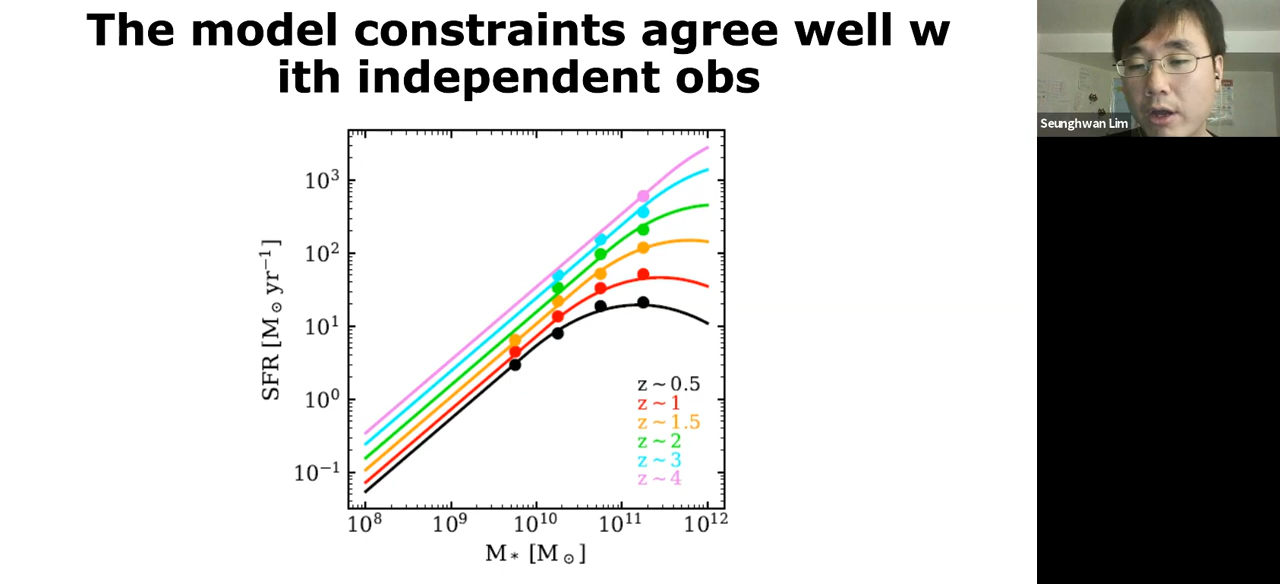 The model constraints agree well w
ith independent obs
Seunghwan Lim
10³
10²
10¹
10⁰
10⁻¹
SFR [M⊙ yr⁻¹]
z ~ 0.5
z ~ 1
z ~ 1.5
z ~ 2
z ~ 3
z ~ 4
10⁸ 10⁹ 10¹⁰ 10¹¹ 10¹²
M* [M⊙]